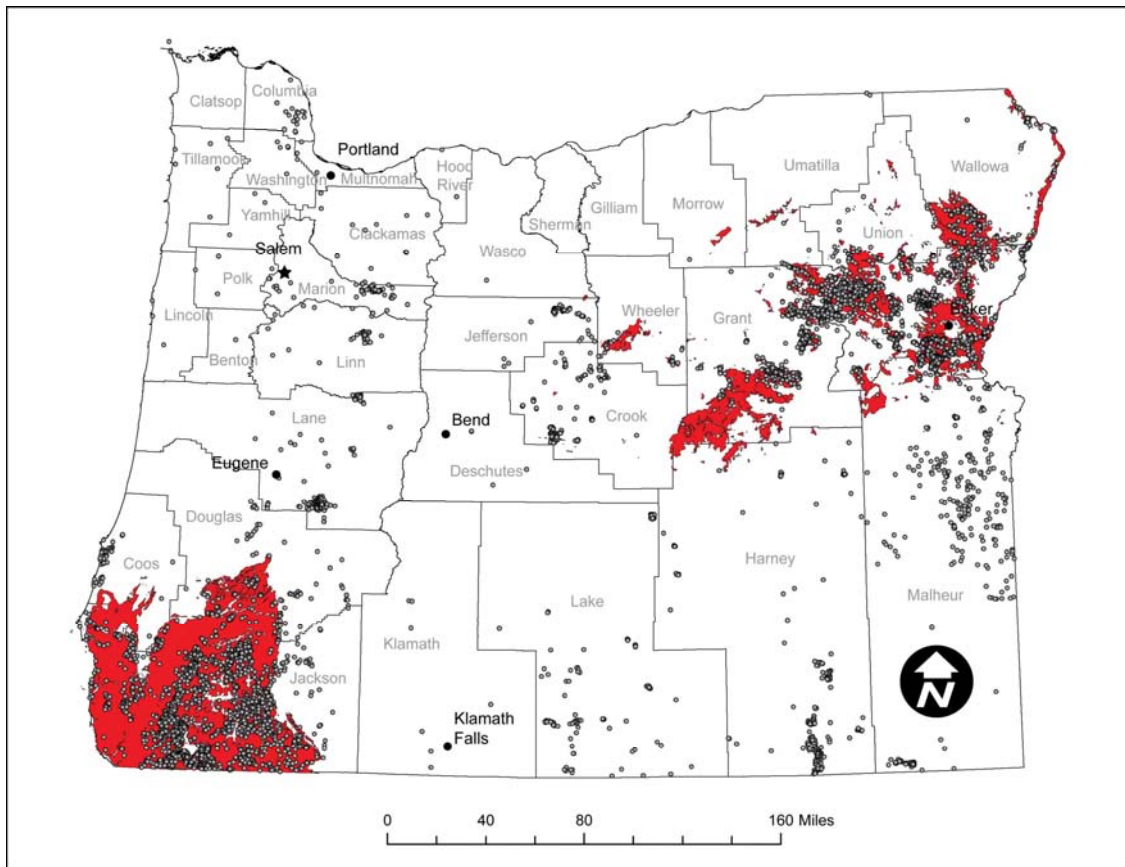 Columbia
Clatsop
Portland
Tillamook
Washington
Multnomah
Hood
River
Umatilla
Wallowa
Yamhill
Clackamas
Sherman
Gilliam
Morrow
Union
Salem
Wasco
Polk
Marion
Lincoln
Jefferson
Wheeler
Grant
Baker
Benton
Linn
Lane
Bend
Crook
Eugene
Deschutes
Douglas
Coos
Harney
Lake
Malheur
Klamath
Jackson
N
Klamath
Falls
0 40 80 160 Miles